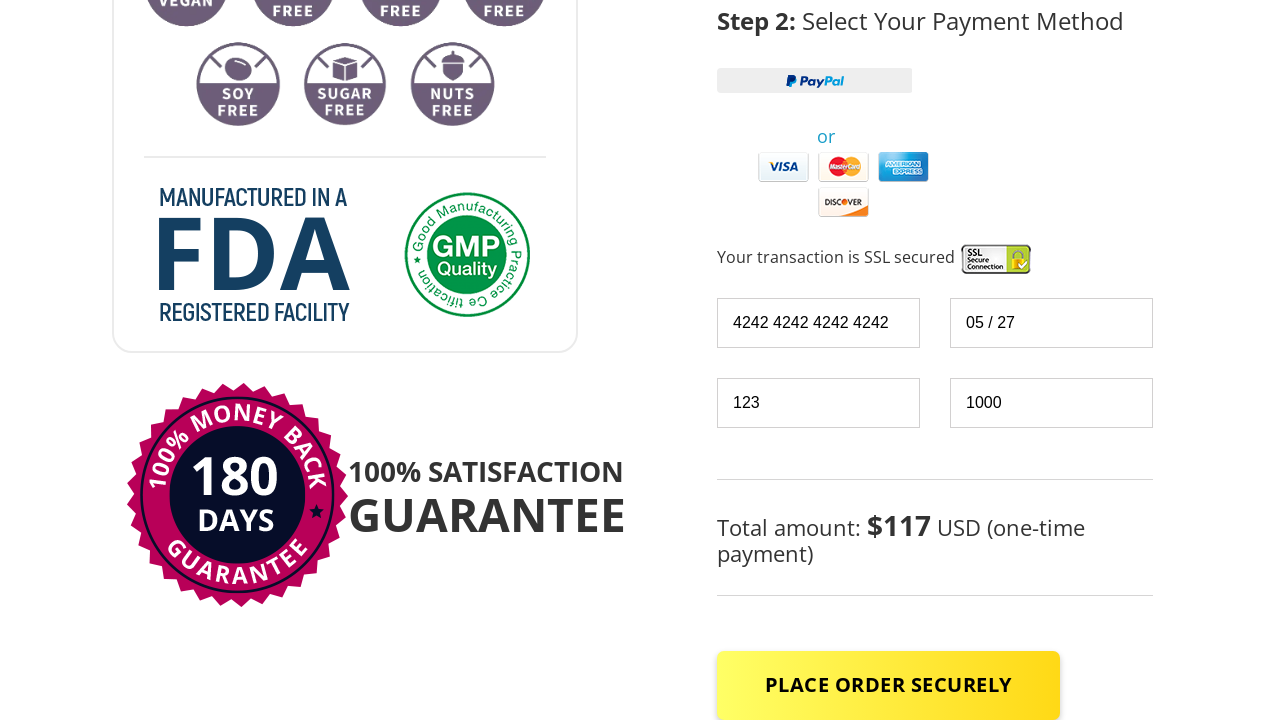 VEGAN
FREE
FREE
FREE
SOY
FREE
SUGAR
FREE
NUTS
FREE
MANUFACTURED IN A
FDA
REGISTERED FACILITY
Good Manufacturing Practice Ce tification
GMP
Quality
100% MONEY BACK
180
DAYS
GUARANTEE
100% SATISFACTION
GUARANTEE
Step 2: Select Your Payment Method
PayPal
or
VISA
MasterCard
AMERICAN
EXPRESS
DISCOVER
Your transaction is SSL secured
SSL
Secure
Connection
4242 4242 4242 4242
05 / 27
123
1000
Total amount: $117 USD (one-time
payment)
PLACE ORDER SECURELY